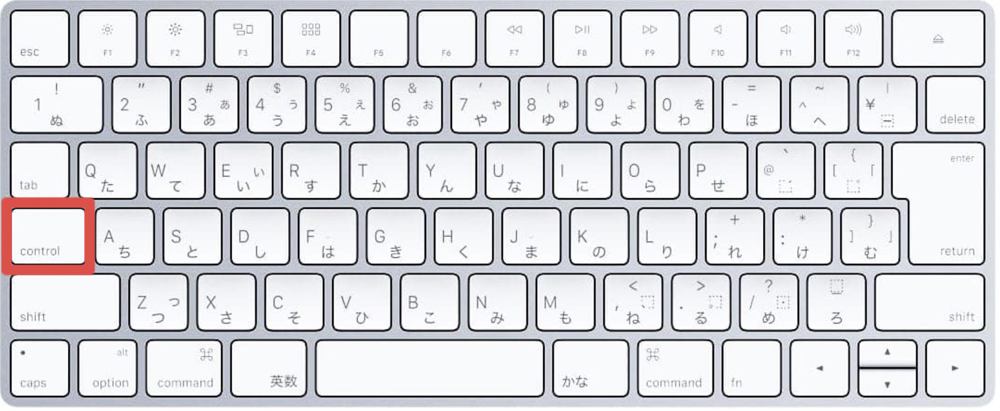 esc F1 F2 F3 F4 F5 F6 F7 F8 F9 F10 F11 F12
! " # $ % & ' ( ) = ~ |
1 2 3 あ 4 ぅ 5 ぇ 6 ぉ 7 ゃ 8 ゅ 9 ょ 0 を - ^ ¥
ぬ ふ あ う え お や ゆ よ わ ほ へ ー delete
` { enter
Q W E ぃ R T Y U I O P @ [ 「
tab た て い す か ん な に ら せ ゛ ゜
+ * }
A S D F G H J K L ; : ] 」
control ち と し は き く ま の り れ け む return
< > ? _
Z っ X C V B N M , 、 . 。 / ・
shift つ さ そ ひ こ み も ね る め ろ shift
• alt ⌘ ⌘ ▲
◀ ▶
caps option command 英数 かな command fn ▼